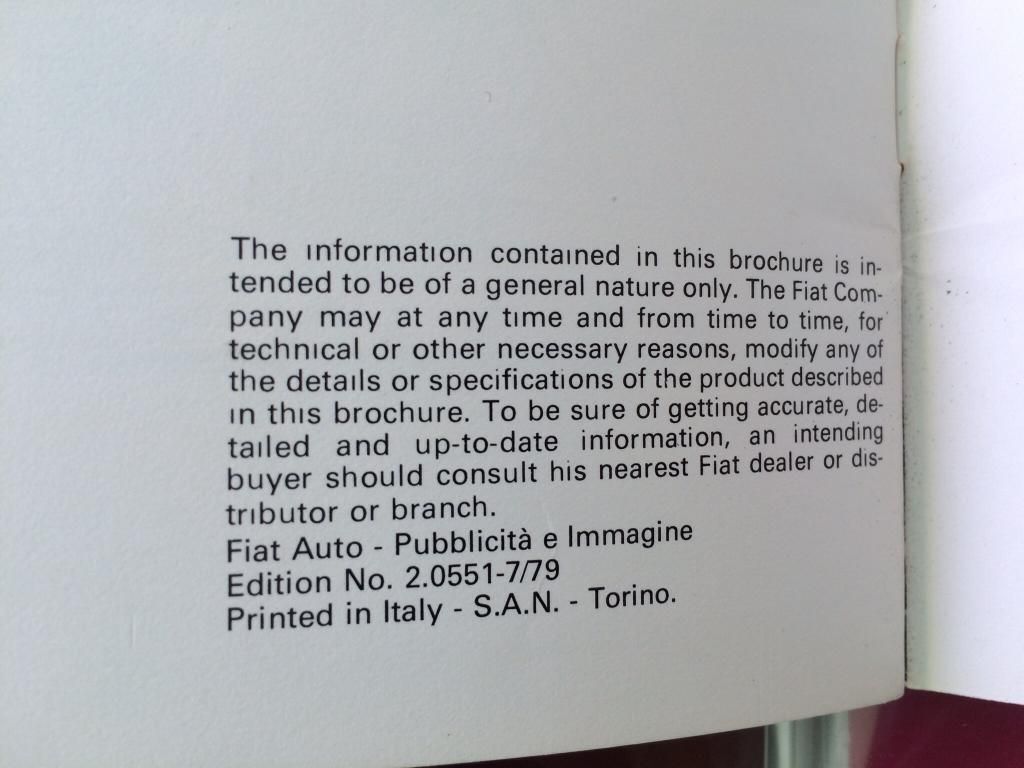 The information contained in this brochure is in-
tended to be of a general nature only. The Fiat Com-
pany may at any time and from time to time, for
technical or other necessary reasons, modify any of
the details or specifications of the product described
in this brochure. To be sure of getting accurate, de-
tailed and up-to-date information, an intending
buyer should consult his nearest Fiat dealer or dis-
tributor or branch.
Fiat Auto - Pubblicità e Immagine
Edition No. 2.0551-7/79
Printed in Italy - S.A.N. - Torino.